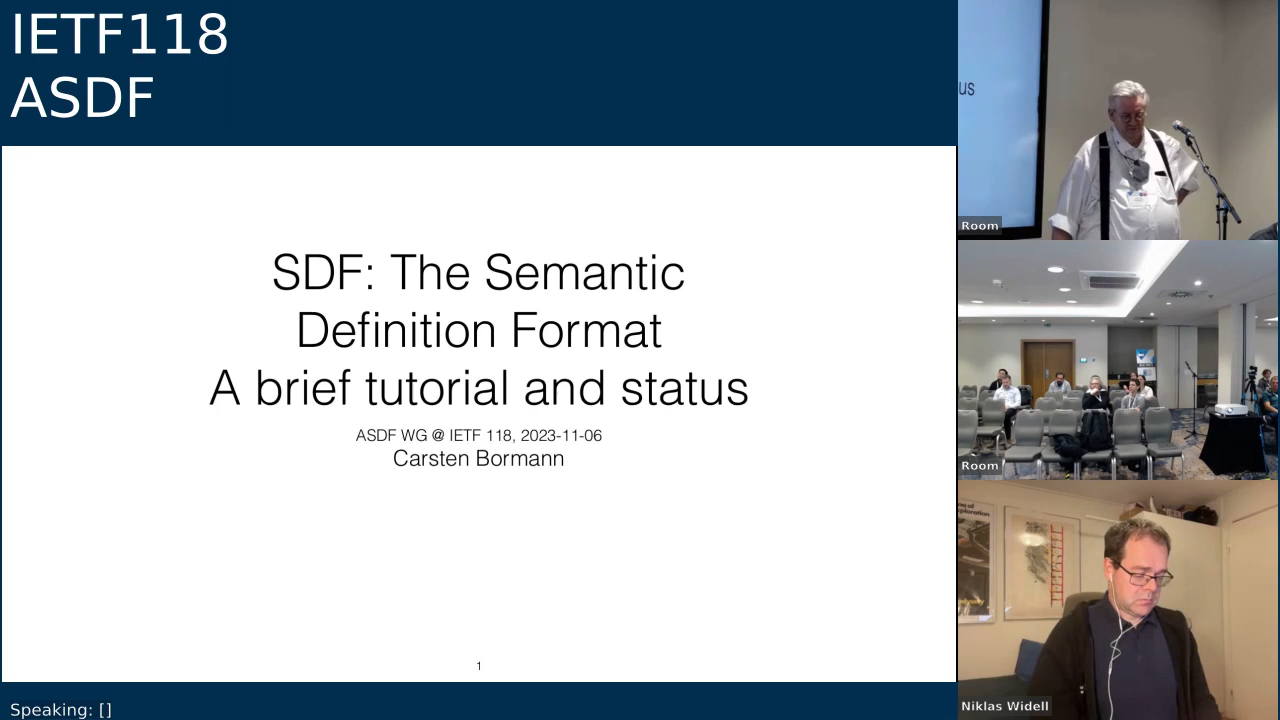 IETF118
ASDF
us
Room
SDF: The Semantic
Definition Format
A brief tutorial and status
ASDF WG @ IETF 118, 2023-11-06
Carsten Bormann
Room
1
Niklas Widell
Speaking: []